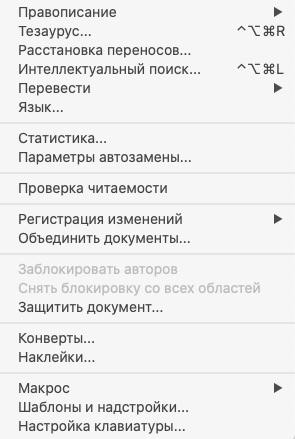 Правописание
Тезаурус... ^⌥⌘R
Расстановка переносов...
Интеллектуальный поиск... ^⌥⌘L
Перевести
Язык...
Статистика...
Параметры автозамены...
Проверка читаемости
Регистрация изменений
Объединить документы...
Заблокировать авторов
Снять блокировку со всех областей
Защитить документ...
Конверты...
Наклейки...
Макрос
Шаблоны и надстройки...
Настройка клавиатуры...